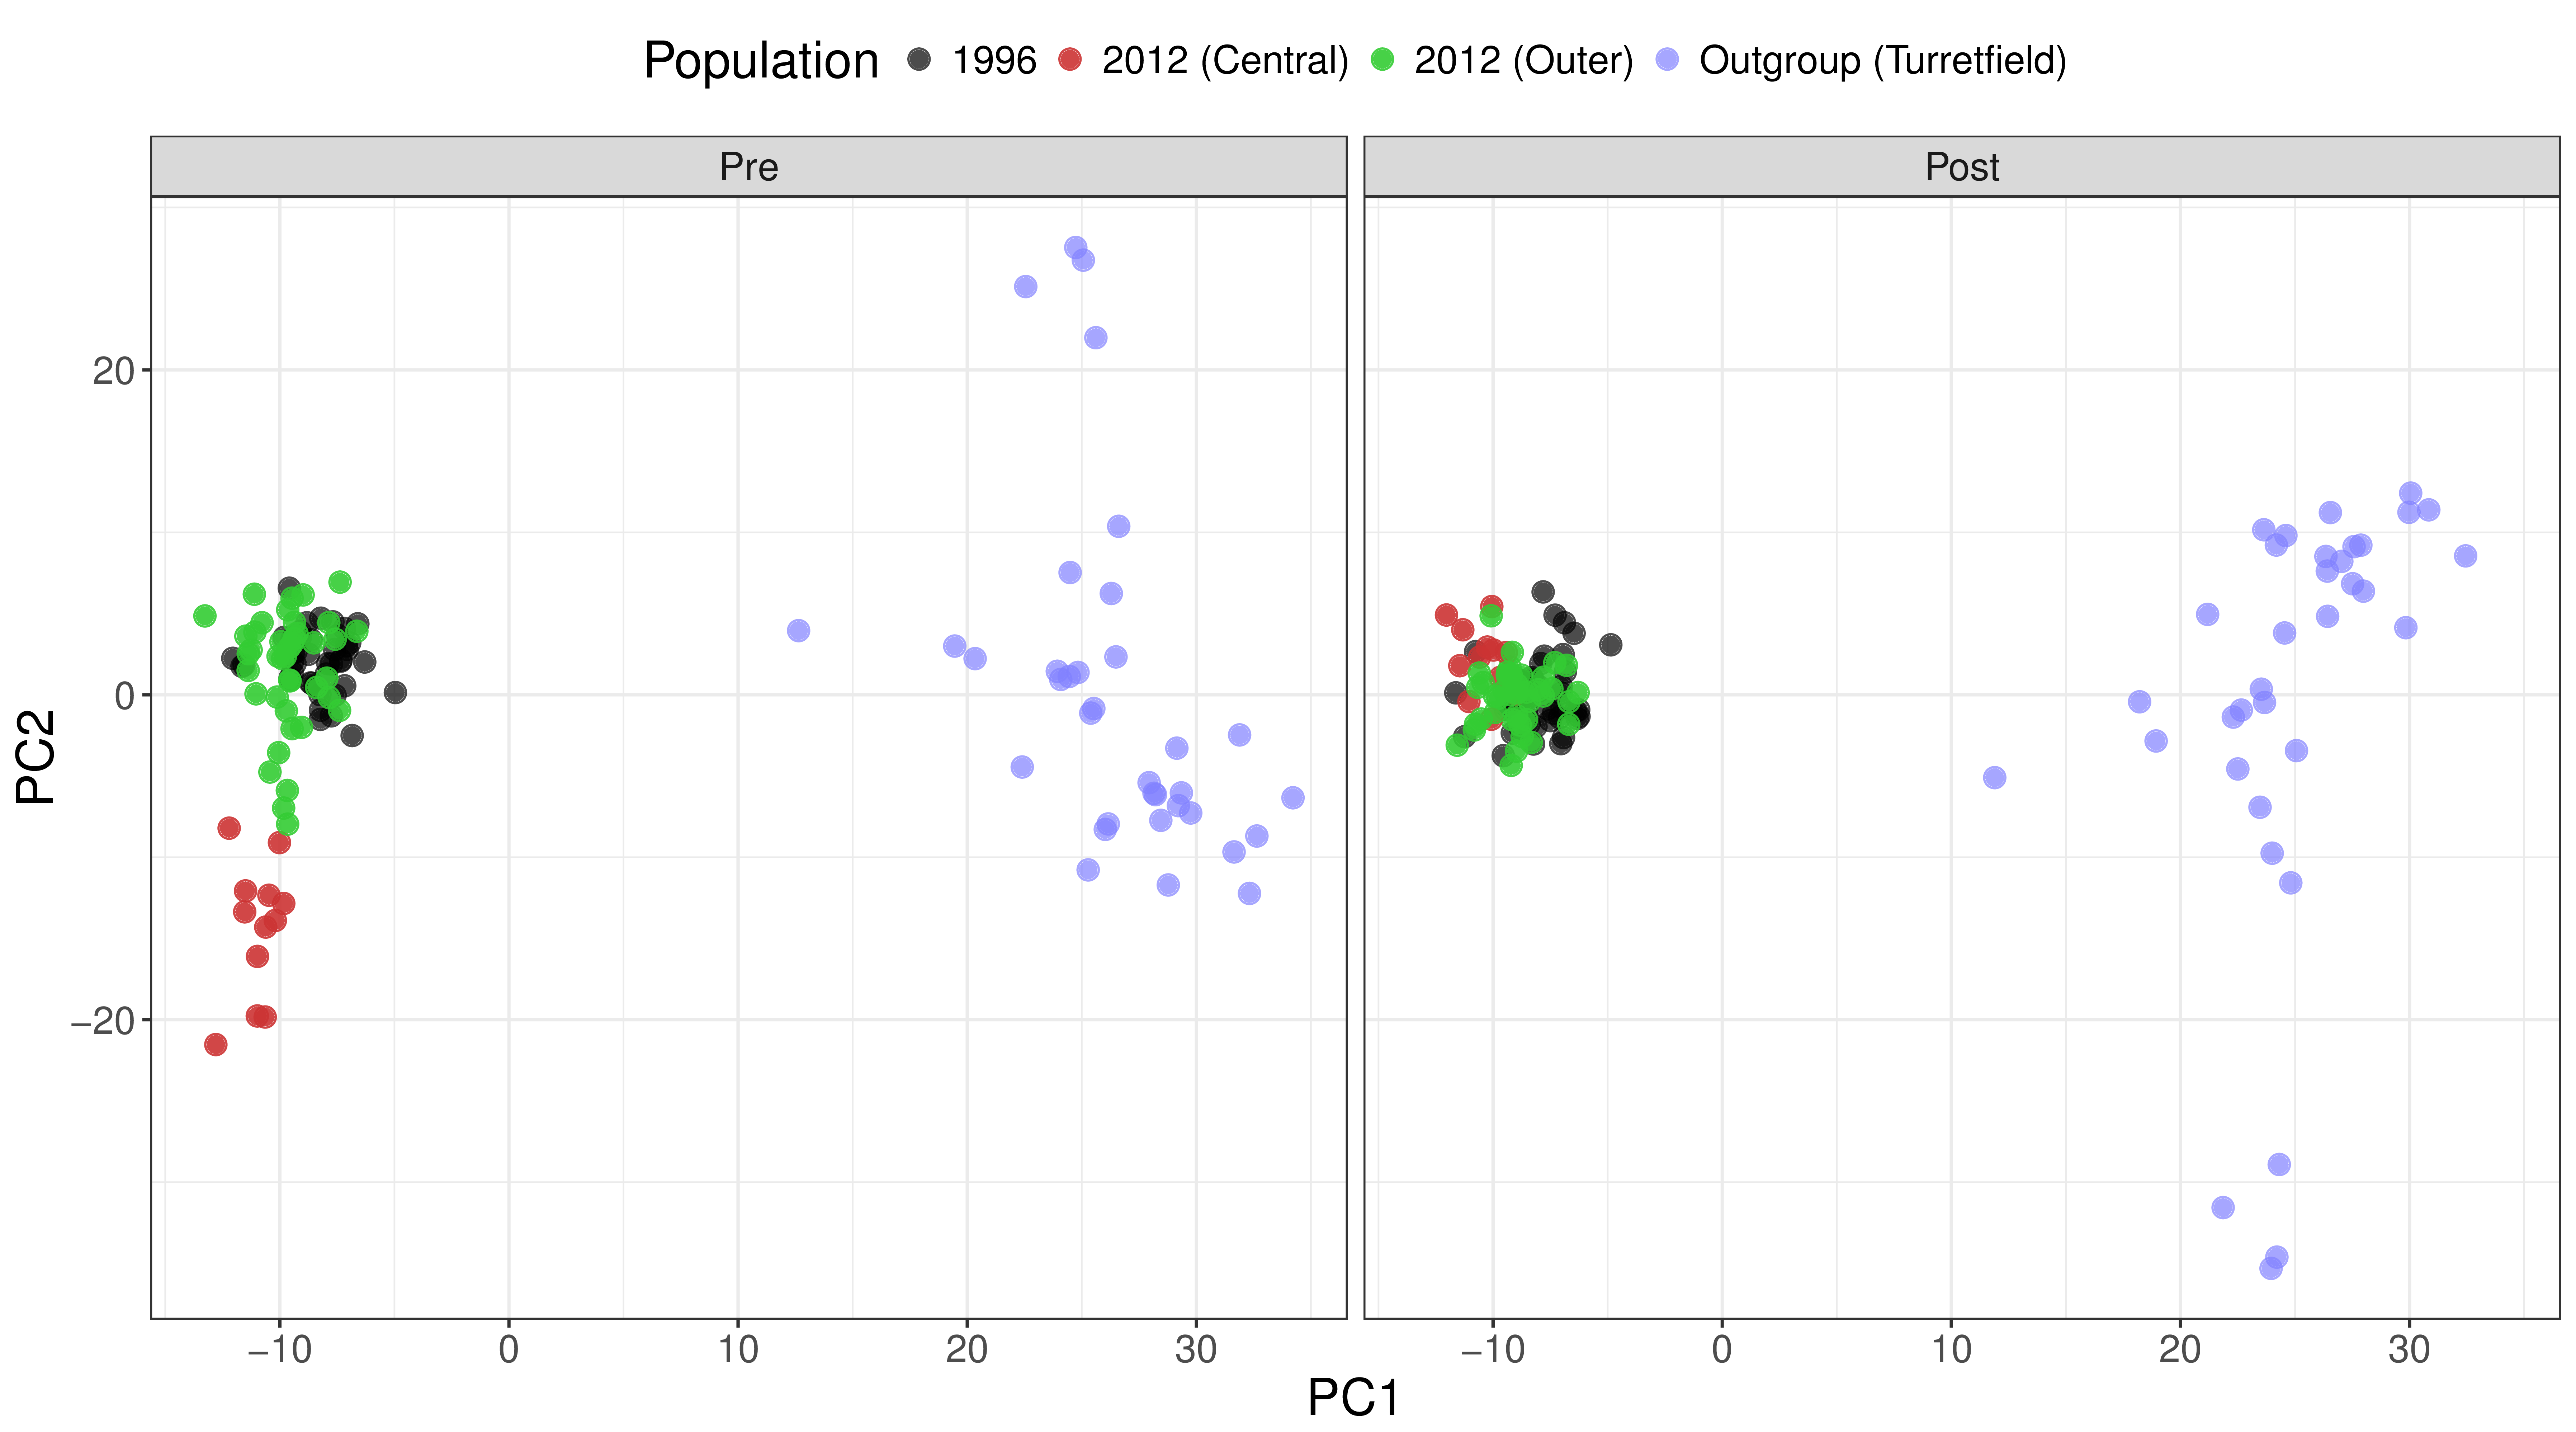 Population 1996 2012 (Central) 2012 (Outer) Outgroup (Turretfield)
Pre Post
20
0
−20
PC2
−10 0 10 20 30 −10 0 10 20 30
PC1